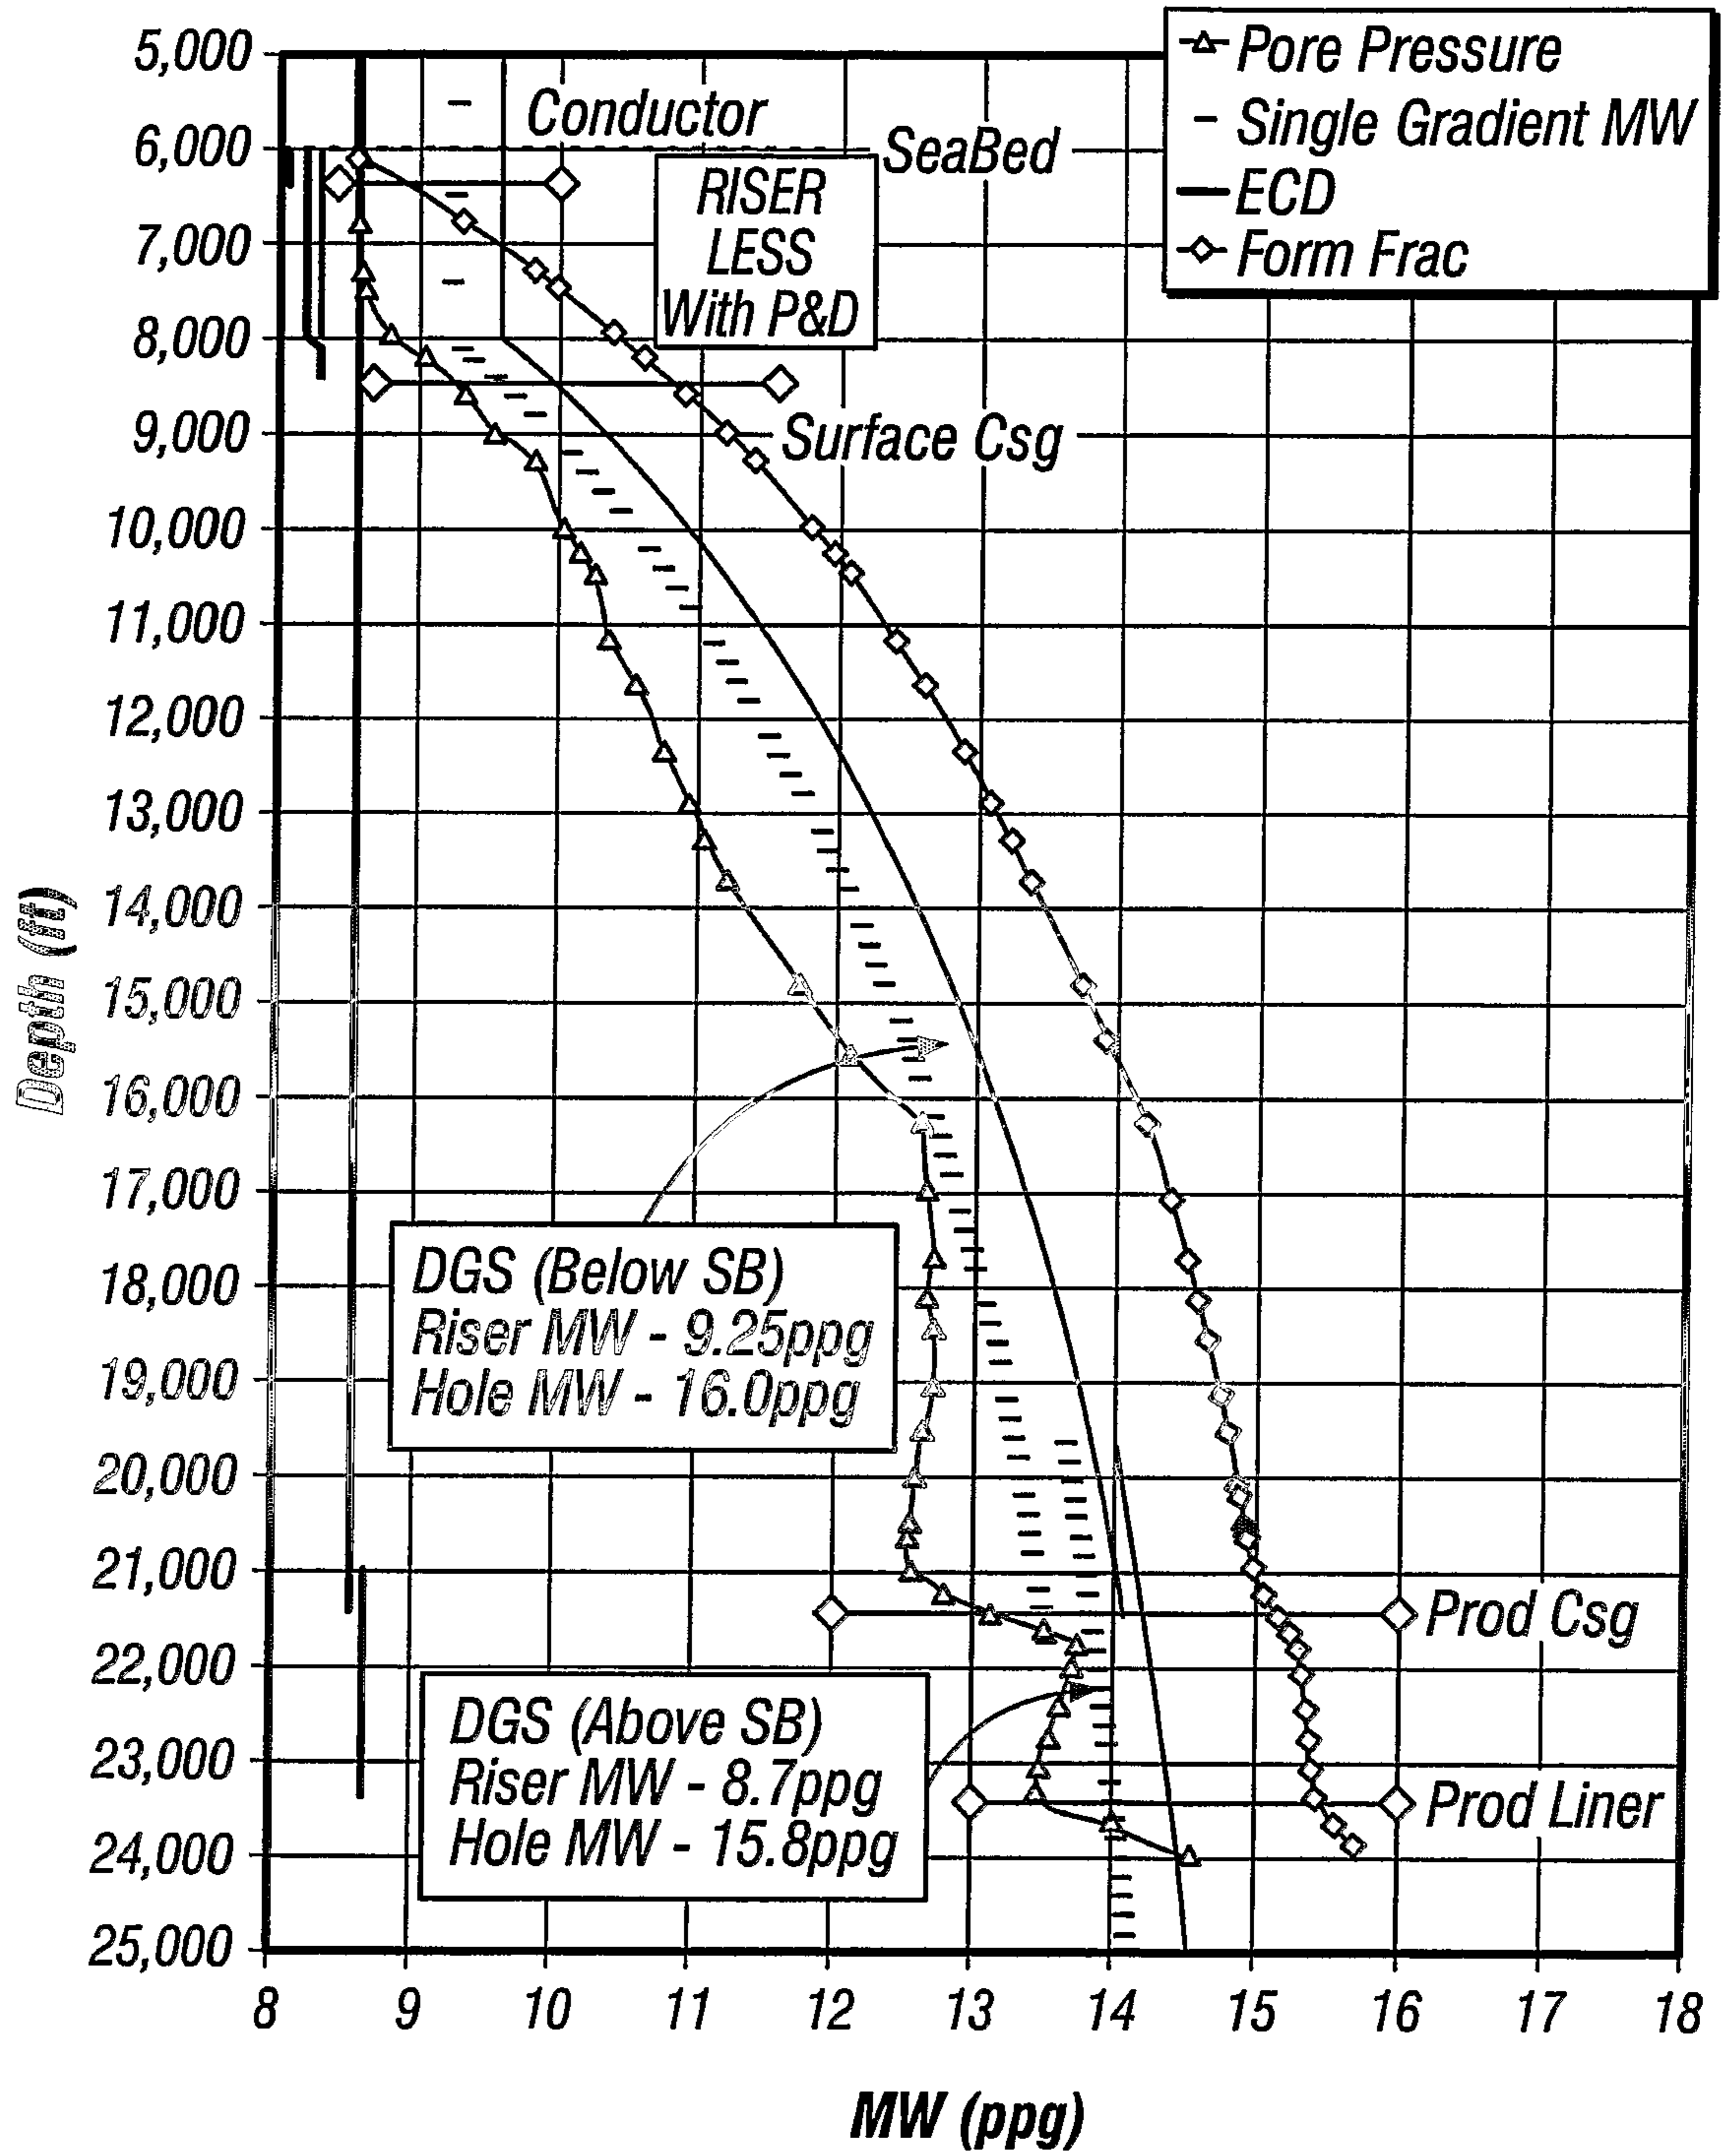 Pore Pressure
Single Gradient MW
ECD
Form Frac
5,000
6,000
7,000
8,000
9,000
10,000
11,000
12,000
13,000
14,000
15,000
16,000
17,000
18,000
19,000
20,000
21,000
22,000
23,000
24,000
25,000
Depth (ft)
Conductor
SeaBed
RISER
LESS
With P&D
Surface Csg
DGS (Below SB)
Riser MW - 9.25ppg
Hole MW - 16.0ppg
Prod Csg
DGS (Above SB)
Riser MW - 8.7ppg
Hole MW - 15.8ppg
Prod Liner
8 9 10 11 12 13 14 15 16 17 18
MW (ppg)